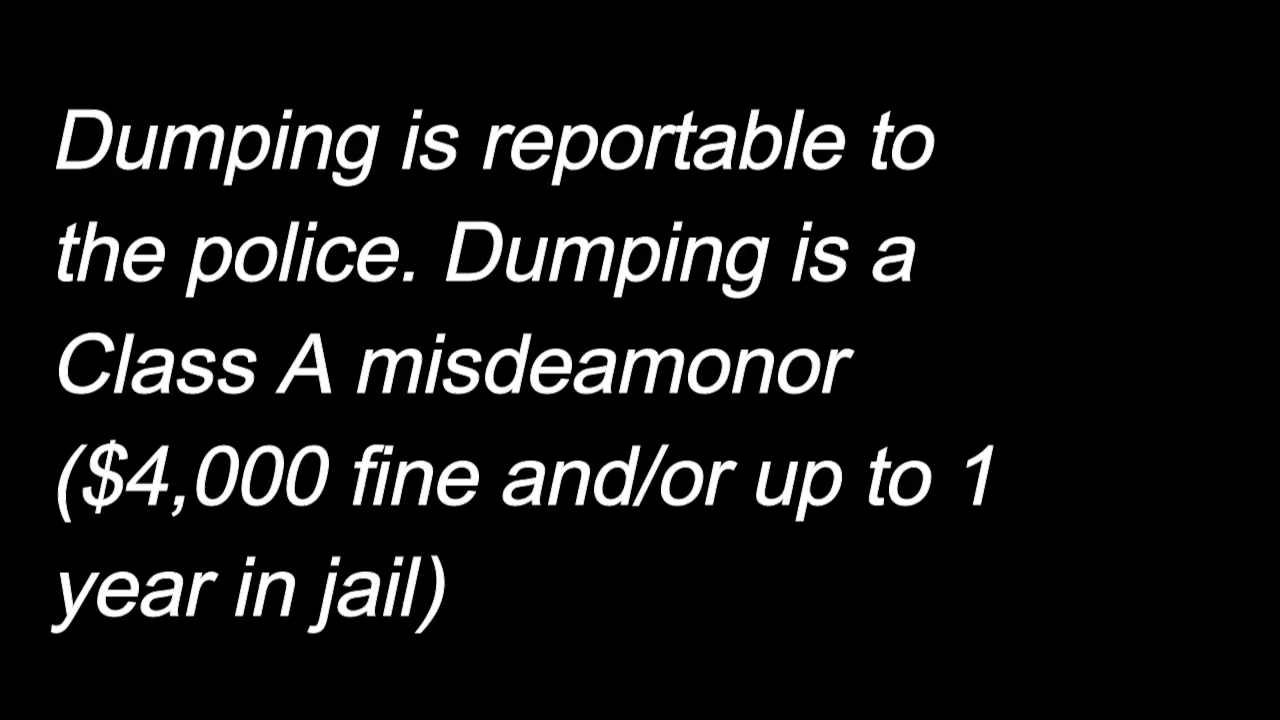 Dumping is reportable to
the police. Dumping is a
Class A misdeamonor
($4,000 fine and/or up to 1
year in jail)